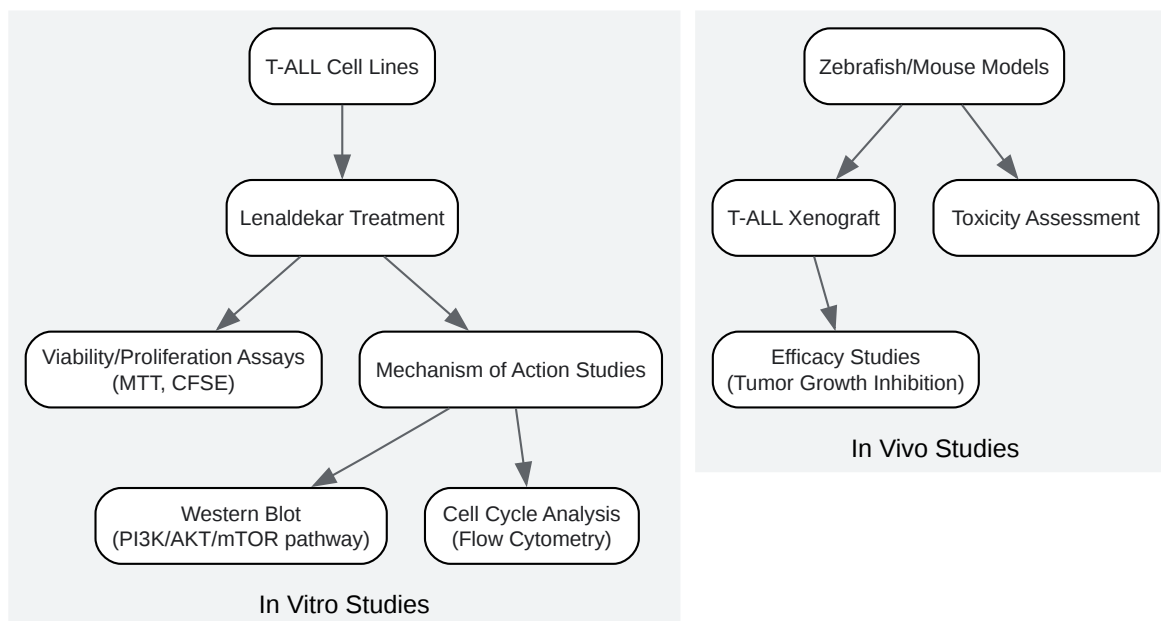 T-ALL Cell Lines
Lenaldekar Treatment
Viability/Proliferation Assays
(MTT, CFSE)
Mechanism of Action Studies
Western Blot
(PI3K/AKT/mTOR pathway)
Cell Cycle Analysis
(Flow Cytometry)
In Vitro Studies
Zebrafish/Mouse Models
T-ALL Xenograft
Toxicity Assessment
Efficacy Studies
(Tumor Growth Inhibition)
In Vivo Studies